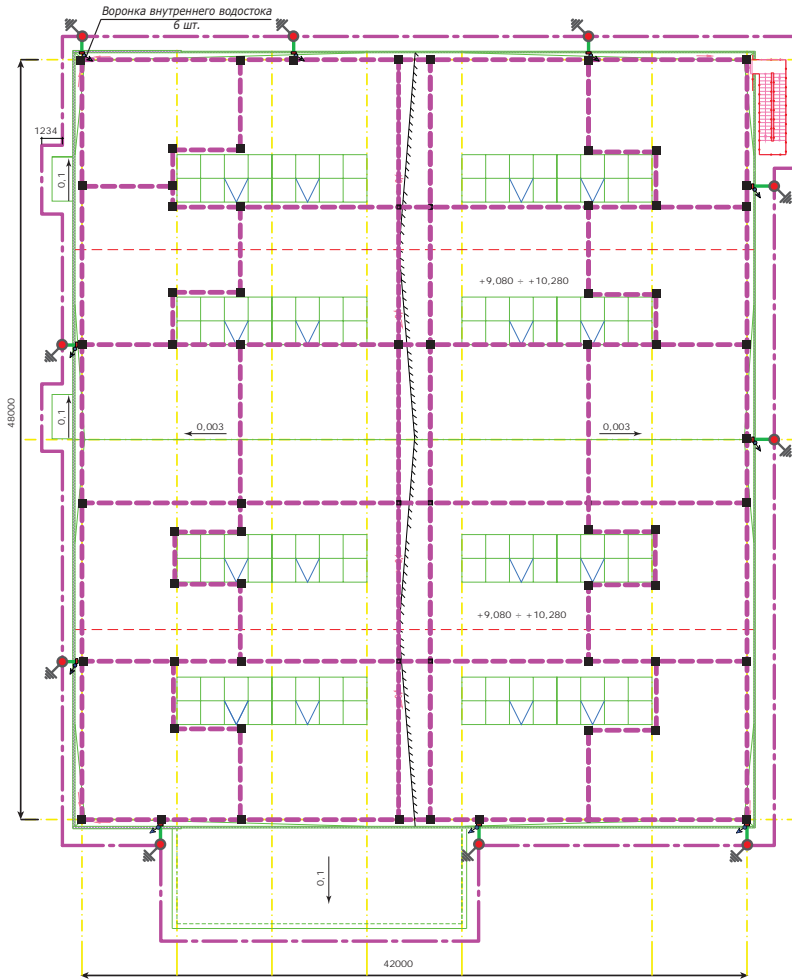 Воронка внутреннего водостока
6 шт.
1234
0,1
+9,080 ÷ +10,280
48000
0,1
0,003
0,003
+9,080 ÷ +10,280
0,1
42000